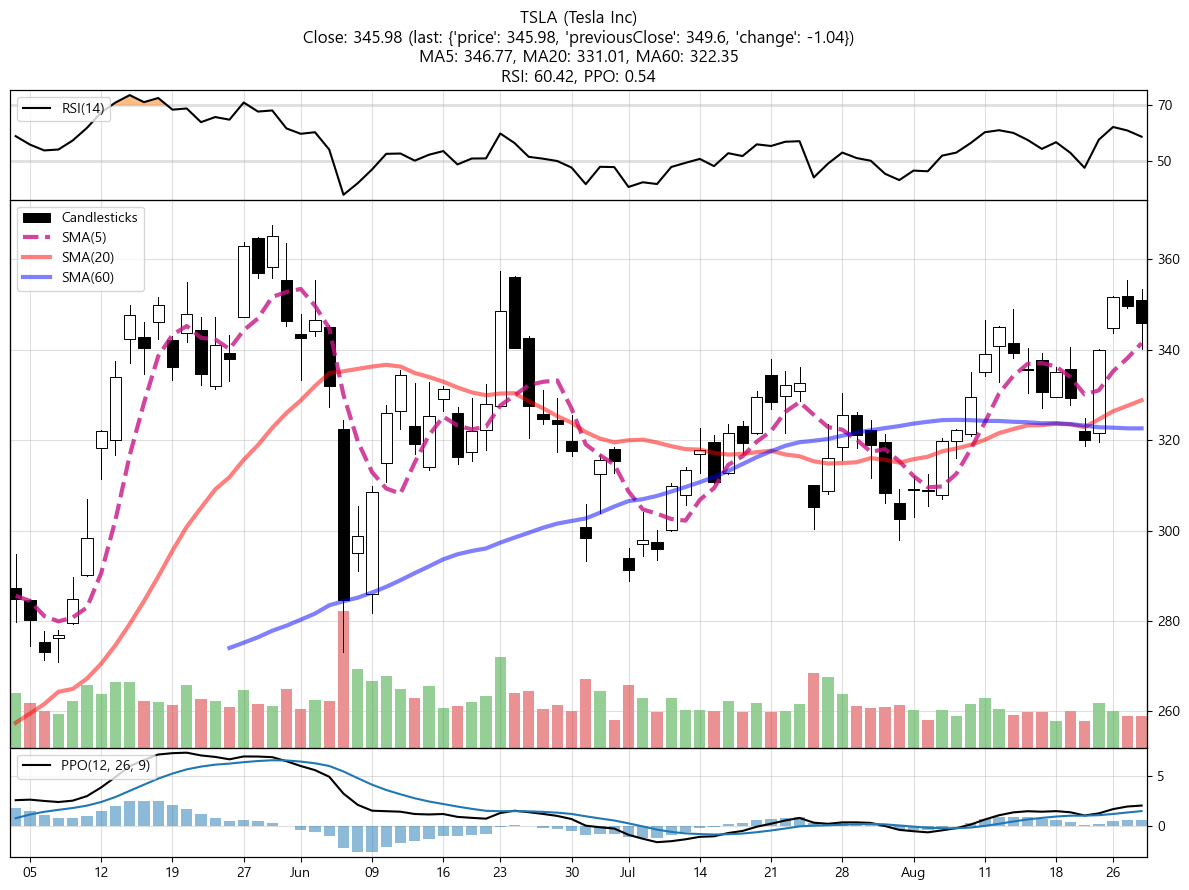 TSLA (Tesla Inc)
Close: 345.98 (last: {'price': 345.98, 'previousClose': 349.6, 'change': -1.04})
MA5: 346.77, MA20: 331.01, MA60: 322.35
RSI: 60.42, PPO: 0.54
RSI(14)
70
50
Candlesticks
SMA(5)
SMA(20)
SMA(60)
360
340
320
300
280
260
PPO(12, 26, 9)
5
0
05 12 19 27 Jun 09 16 23 30 Jul 14 21 28 Aug 11 18 26